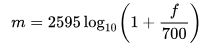 m = 2595 log₁₀(1 + f/700)